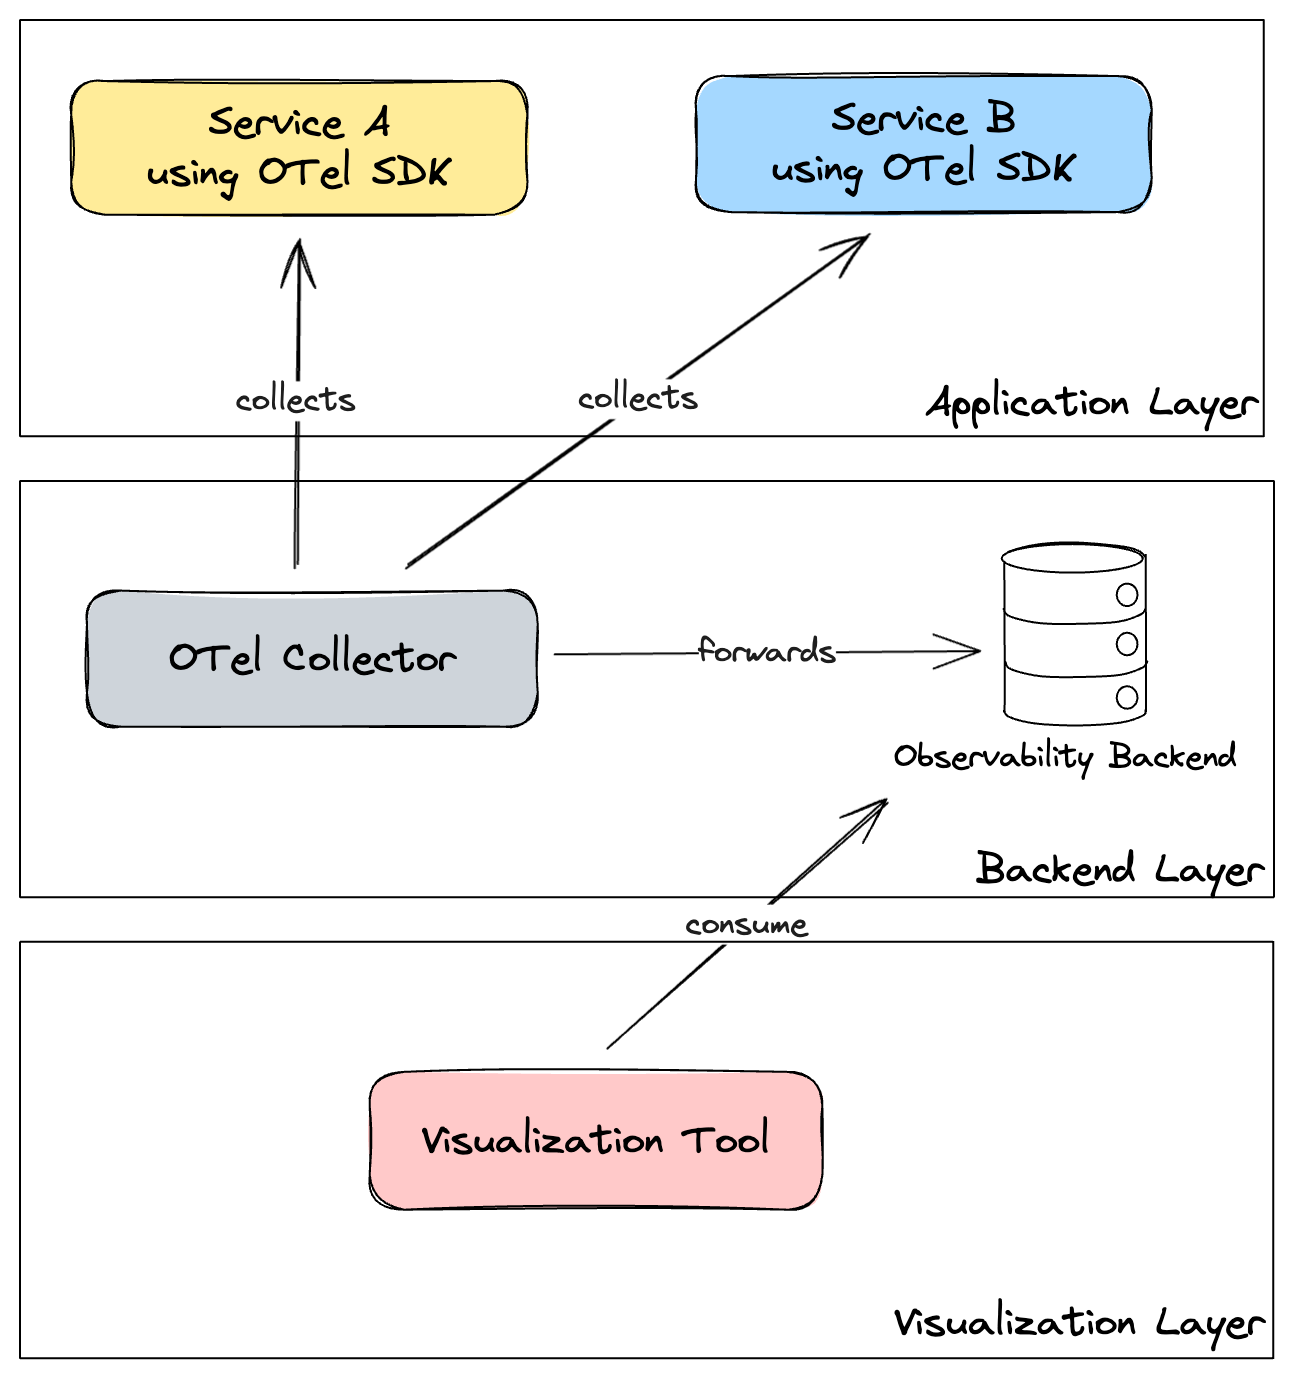 Service A
using OTel SDK
Service B
using OTel SDK
collects
collects
Application Layer
OTel Collector
forwards
Observability Backend
Backend Layer
consume
Visualization Tool
Visualization Layer